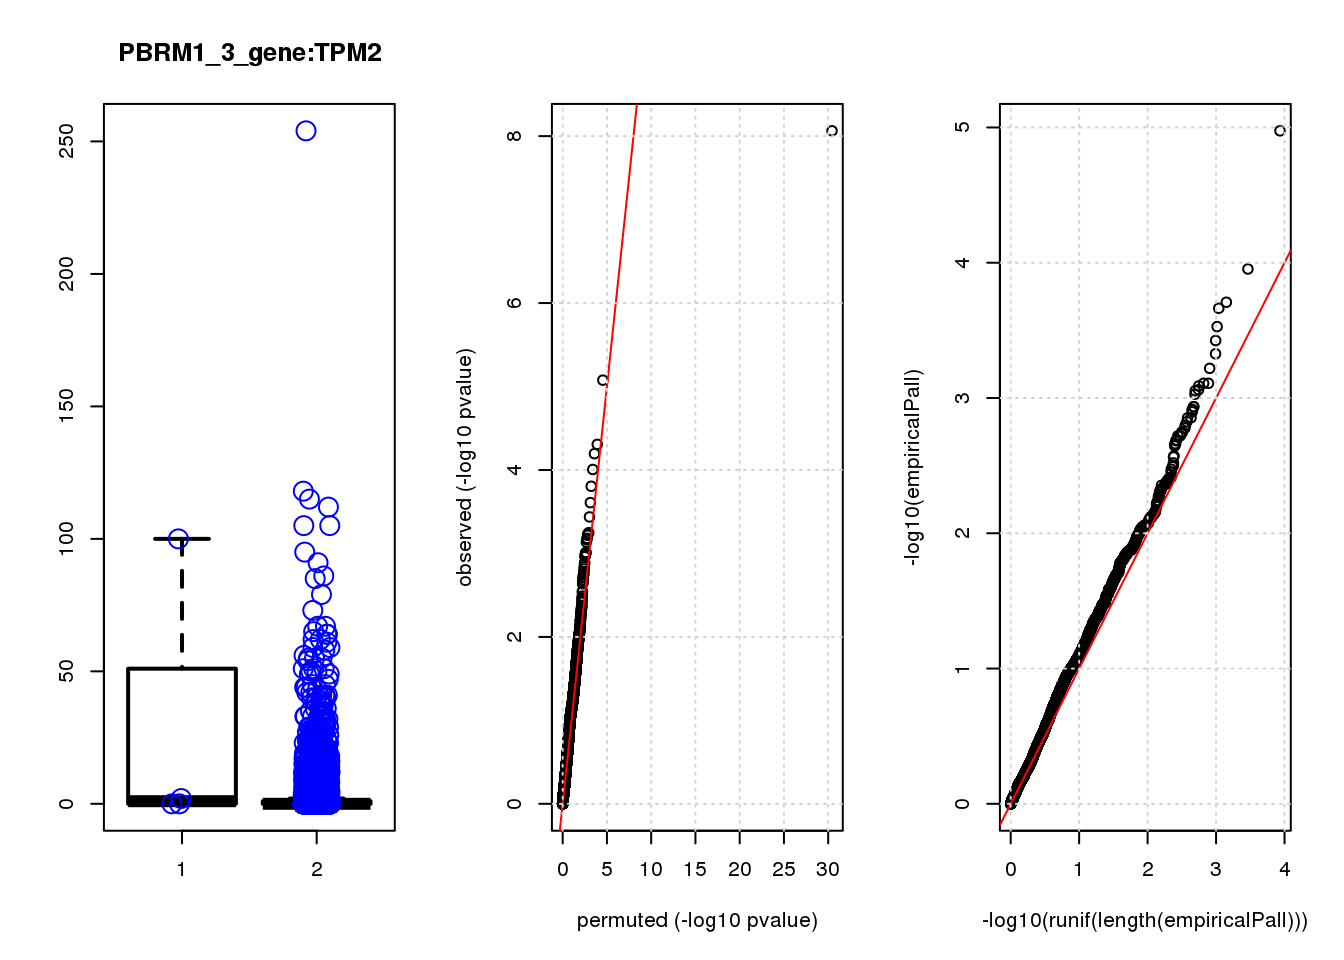 PBRM1_3_gene:TPM2
250
200
150
100
50
0
1 2
observed (-log10 pvalue)
8
6
4
2
0
0 5 10 15 20 25 30
permuted (-log10 pvalue)
-log10(empiricalPall)
5
4
3
2
1
0
0 1 2 3 4
-log10(runif(length(empiricalPall)))